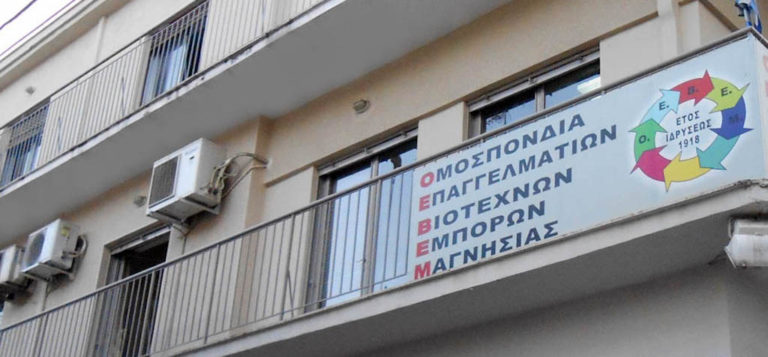 ΟΜΟΣΠΟΝΔΙΑ
ΕΠΑΓΓΕΛΜΑΤΙΩΝ
ΒΙΟΤΕΧΝΩΝ
ΕΜΠΟΡΩΝ
ΜΑΓΝΗΣΙΑΣ
Ο. Ε. Β. Ε. Μ.
ΕΤΟΣ
ΙΔΡΥΣΕΩΣ
1918